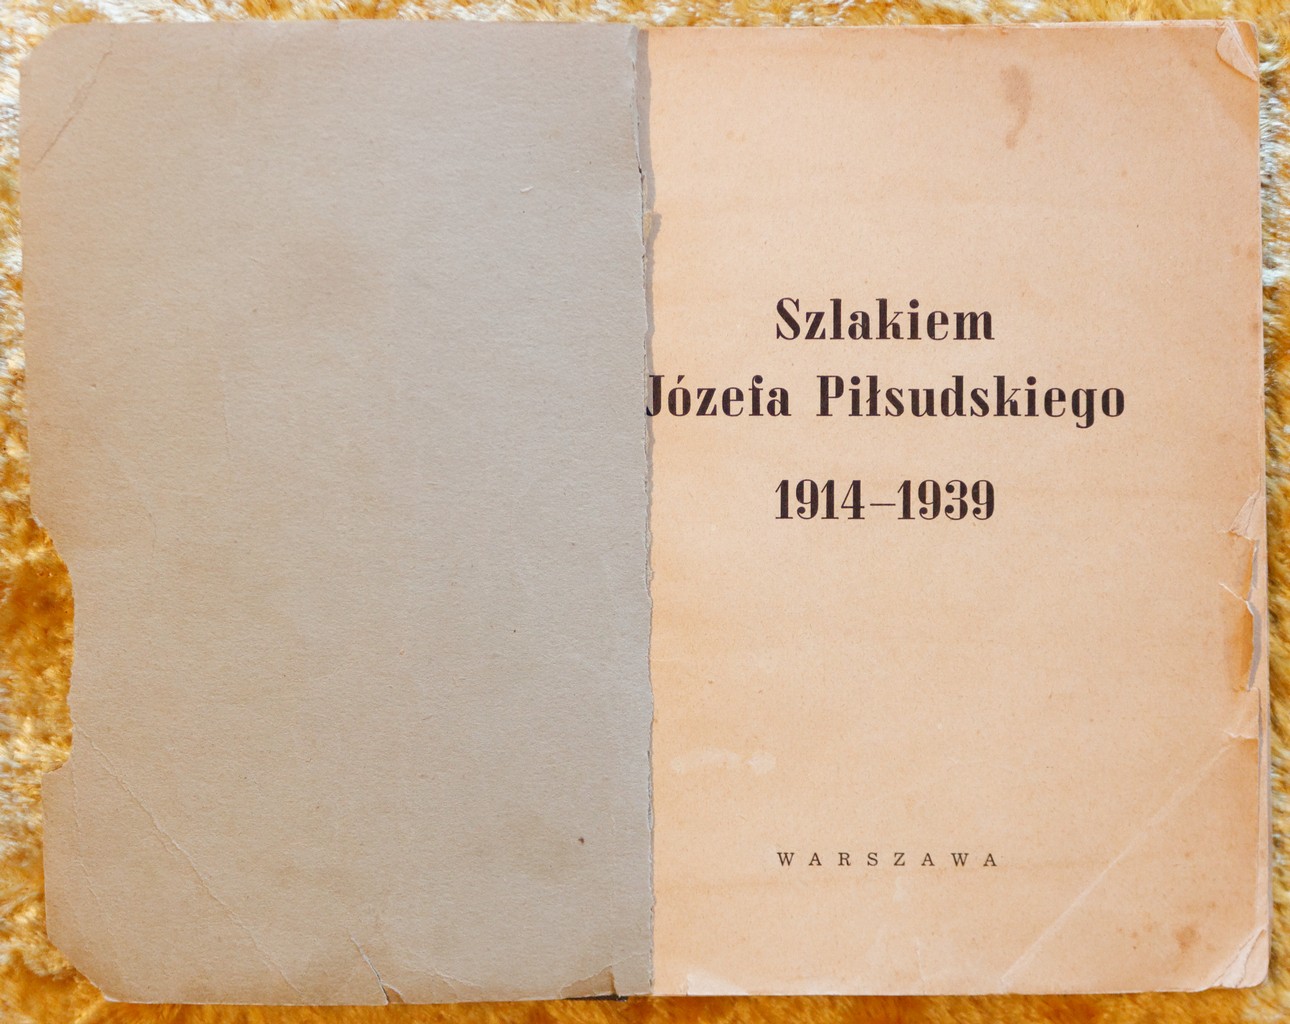 Szlakiem
Józefa Piłsudskiego
1914–1939
WARSZAWA